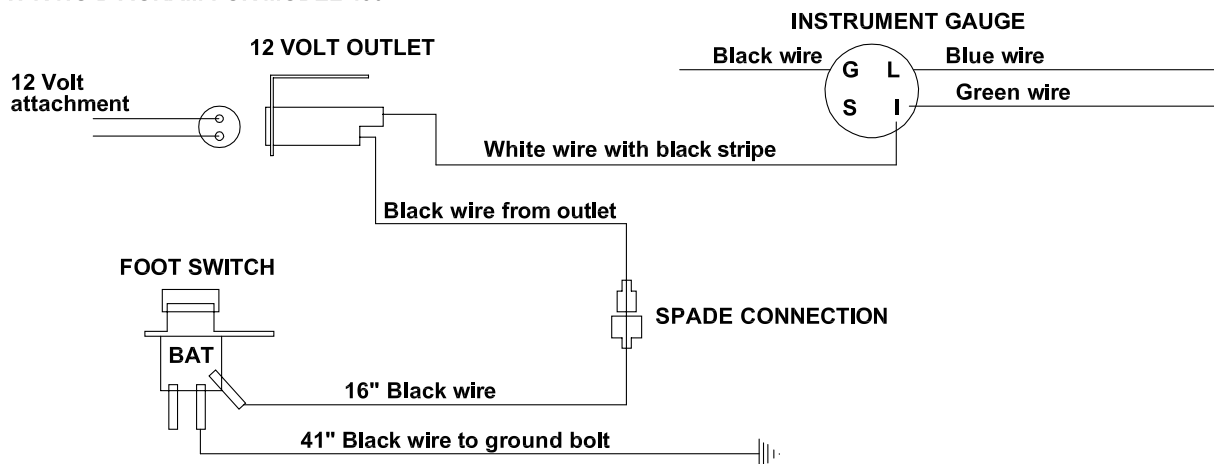 INSTRUMENT GAUGE
12 VOLT OUTLET
Black wire
G L
Blue wire
12 Volt
attachment
S I
Green wire
White wire with black stripe
Black wire from outlet
FOOT SWITCH
SPADE CONNECTION
BAT
16" Black wire
41" Black wire to ground bolt